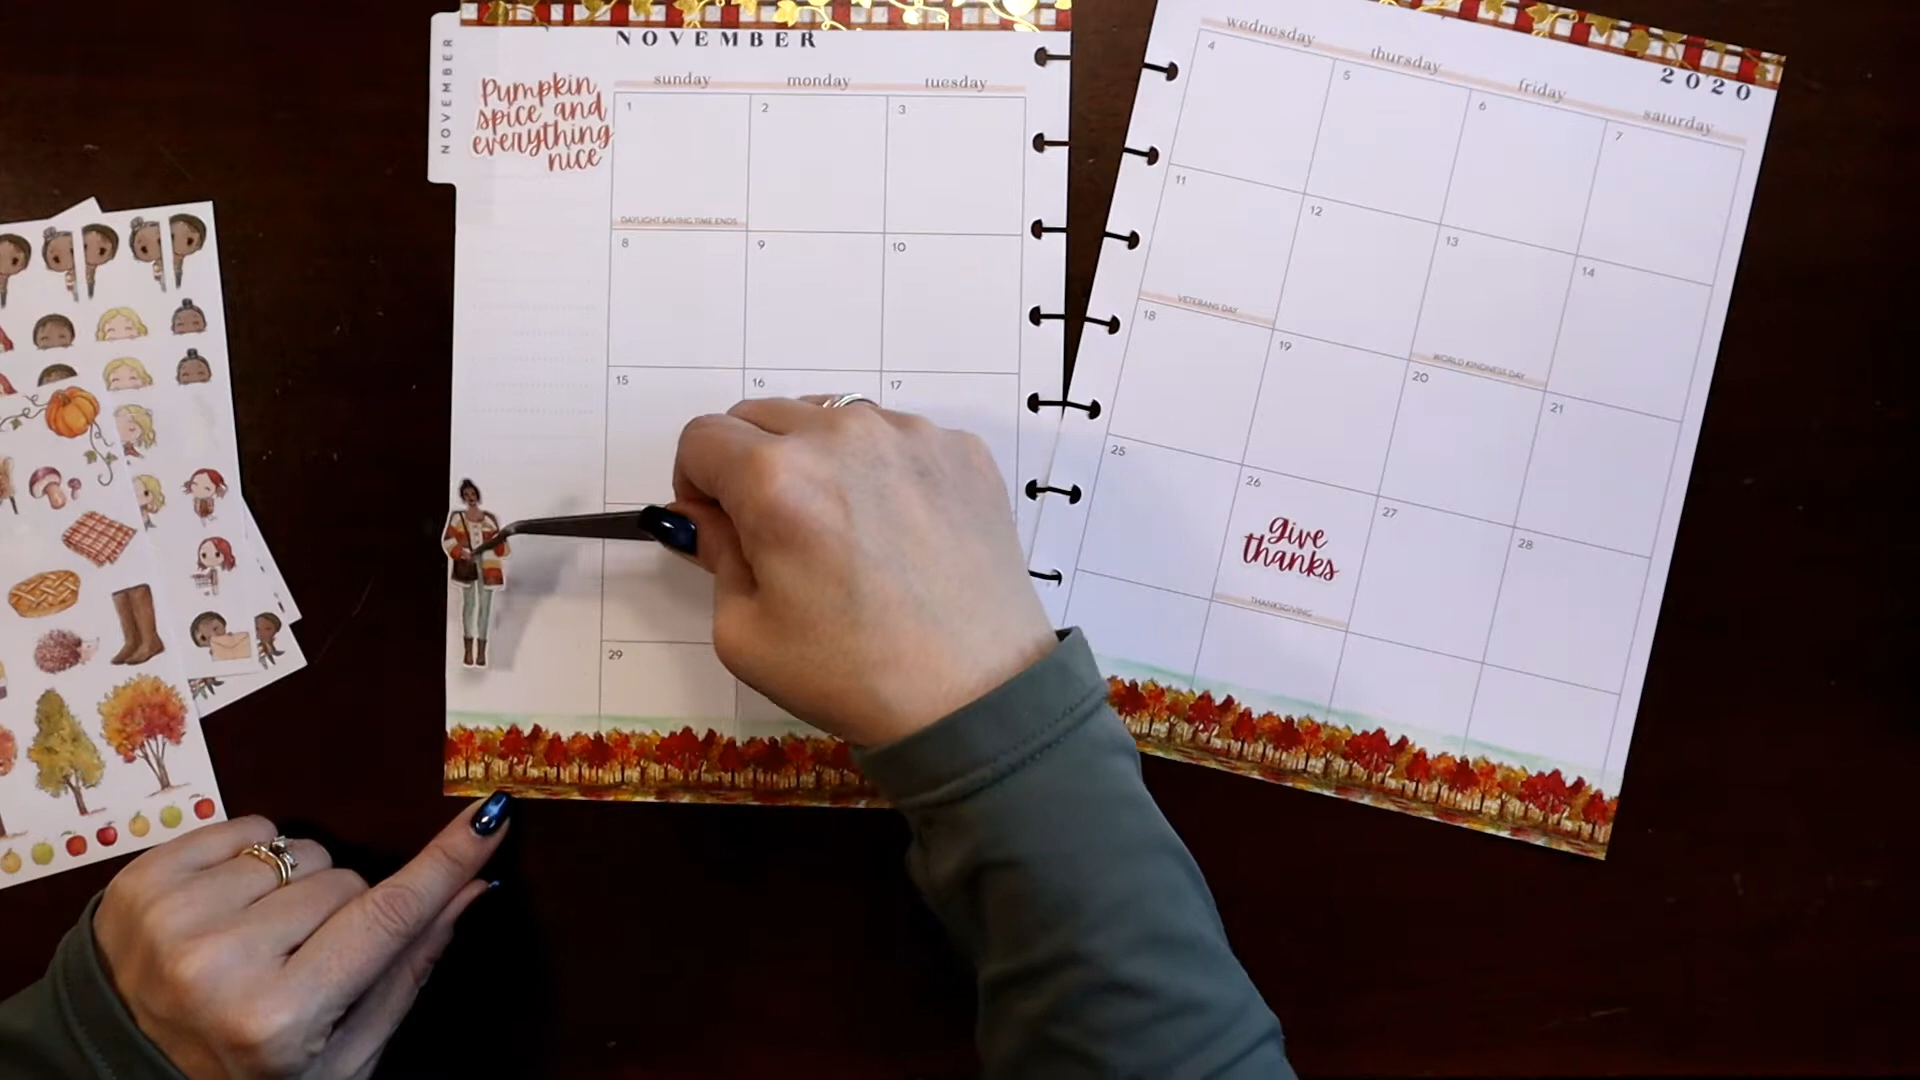 NOVEMBER
NOVEMBER
Pumpkin
spice and
everything
nice
sunday monday tuesday
1 2 3
DAYLIGHT SAVING TIME ENDS
8 9 10
15 16 17
29
2020
wednesday thursday friday saturday
4 5 6 7
11 12 13 14
VETERANS DAY
WORLD KINDNESS DAY
18 19 20 21
25 26 27 28
give
thanks
THANKSGIVING